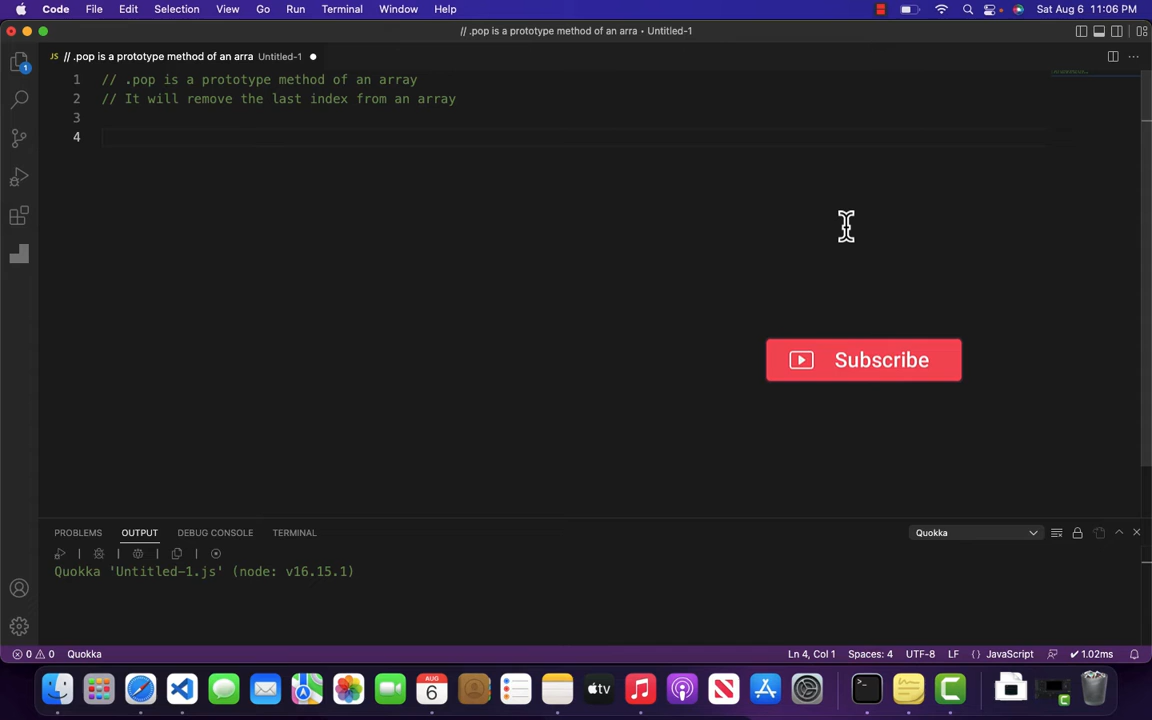 Code File Edit Selection View Go Run Terminal Window Help Sat Aug 6 11:06 PM
// .pop is a prototype method of an arra • Untitled-1
JS // .pop is a prototype method of an arra Untitled-1
1 // .pop is a prototype method of an array
2 // It will remove the last index from an array
3
4
1
Subscribe
PROBLEMS OUTPUT DEBUG CONSOLE TERMINAL Quokka
Quokka 'Untitled-1.js' (node: v16.15.1)
0 0 Quokka Ln 4, Col 1 Spaces: 4 UTF-8 LF {} JavaScript ✓ 1.02ms
AUG
6
tv